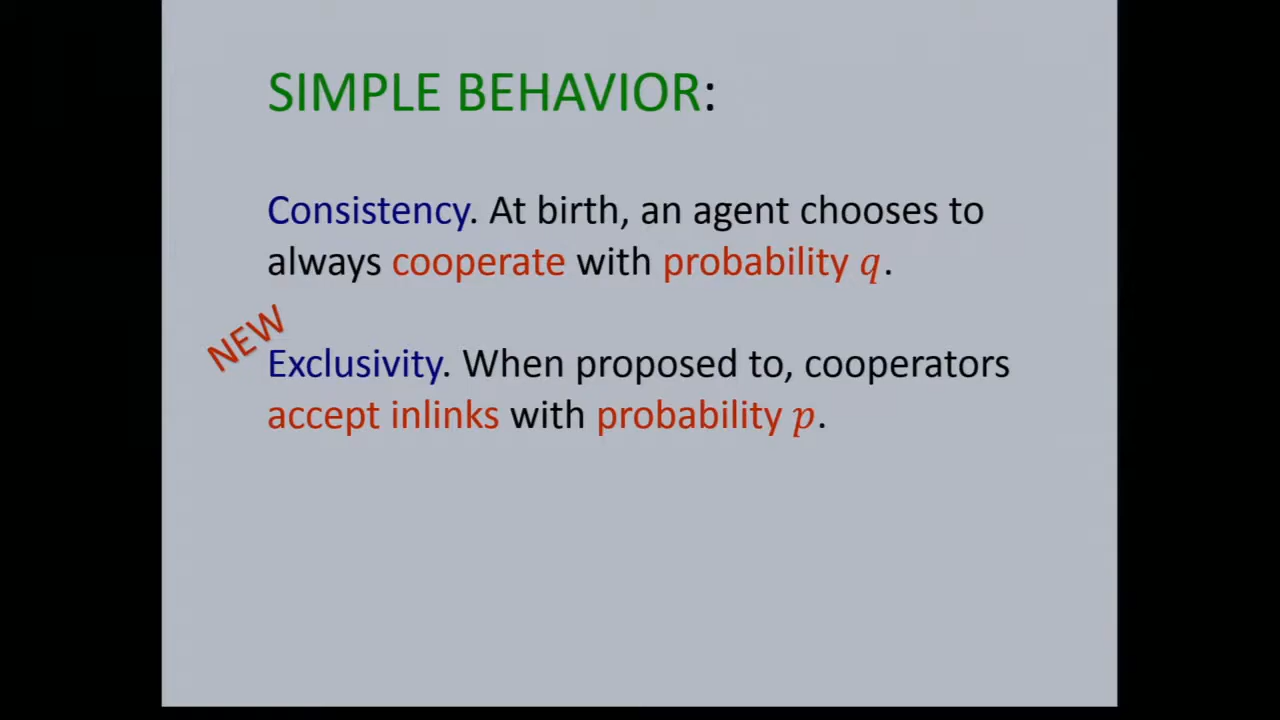 SIMPLE BEHAVIOR:
Consistency. At birth, an agent chooses to
always cooperate with probability q.
NEW
Exclusivity. When proposed to, cooperators
accept inlinks with probability p.